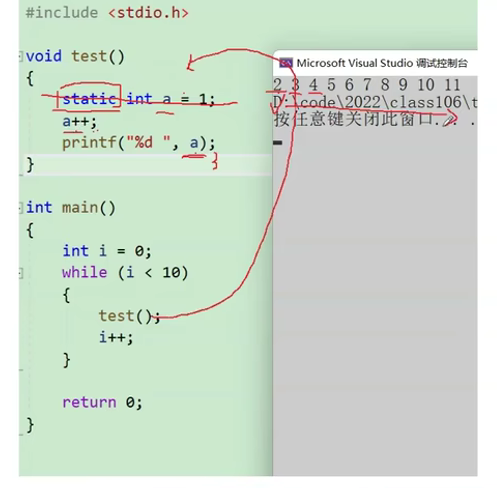 #include <stdio.h>
void test()
{
static int a = 1;
a++;
printf("%d ", a);
}
int main()
{
int i = 0;
while (i < 10)
{
test();
i++;
}
return 0;
}
Microsoft Visual Studio 调试控制台
2 3 4 5 6 7 8 9 10 11
D:\code\2022\class106\t
按任意键关闭此窗口. . .